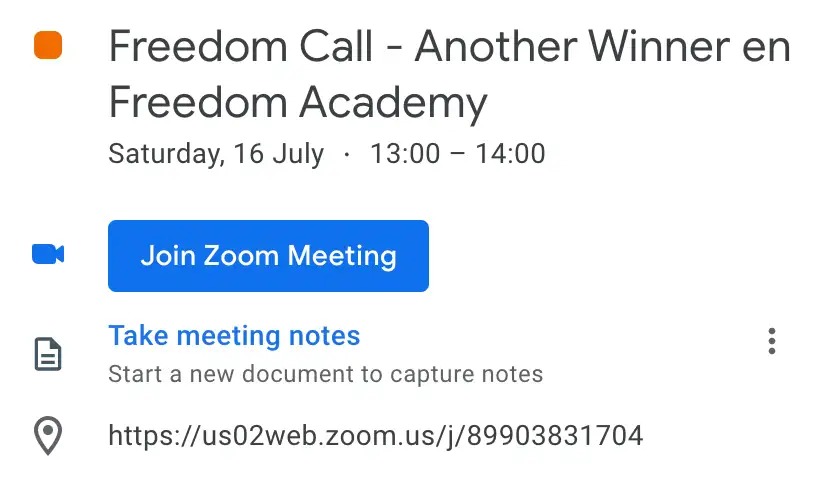 Freedom Call - Another Winner en
Freedom Academy
Saturday, 16 July · 13:00 – 14:00
Join Zoom Meeting
Take meeting notes
Start a new document to capture notes
https://us02web.zoom.us/j/89903831704